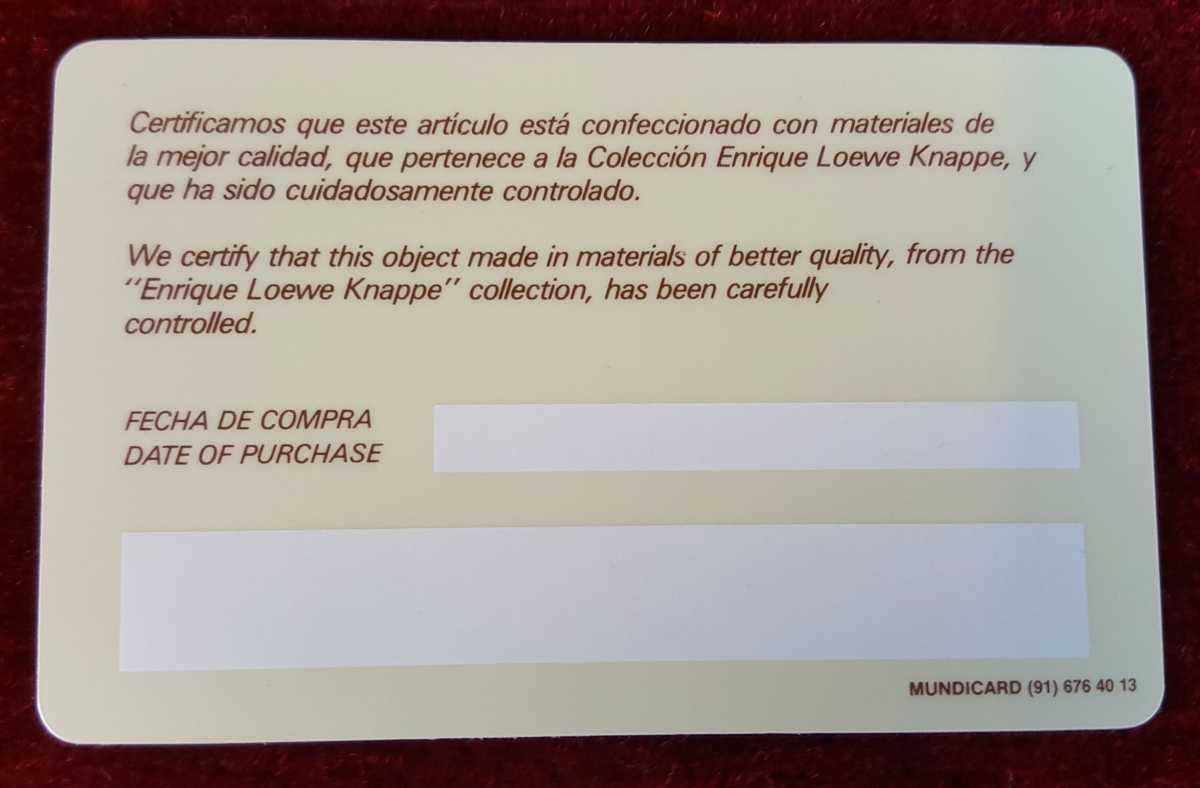 Certificamos que este artículo está confeccionado con materiales de
la mejor calidad, que pertenece a la Colección Enrique Loewe Knappe, y
que ha sido cuidadosamente controlado.
We certify that this object made in materials of better quality, from the
''Enrique Loewe Knappe'' collection, has been carefully
controlled.
FECHA DE COMPRA
DATE OF PURCHASE
MUNDICARD (91) 676 40 13